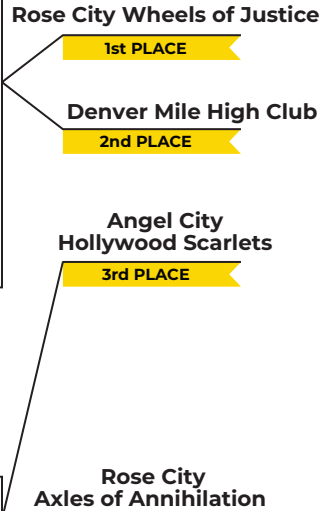 Rose City Wheels of Justice
1st PLACE
Denver Mile High Club
2nd PLACE
Angel City
Hollywood Scarlets
3rd PLACE
Rose City
Axles of Annihilation